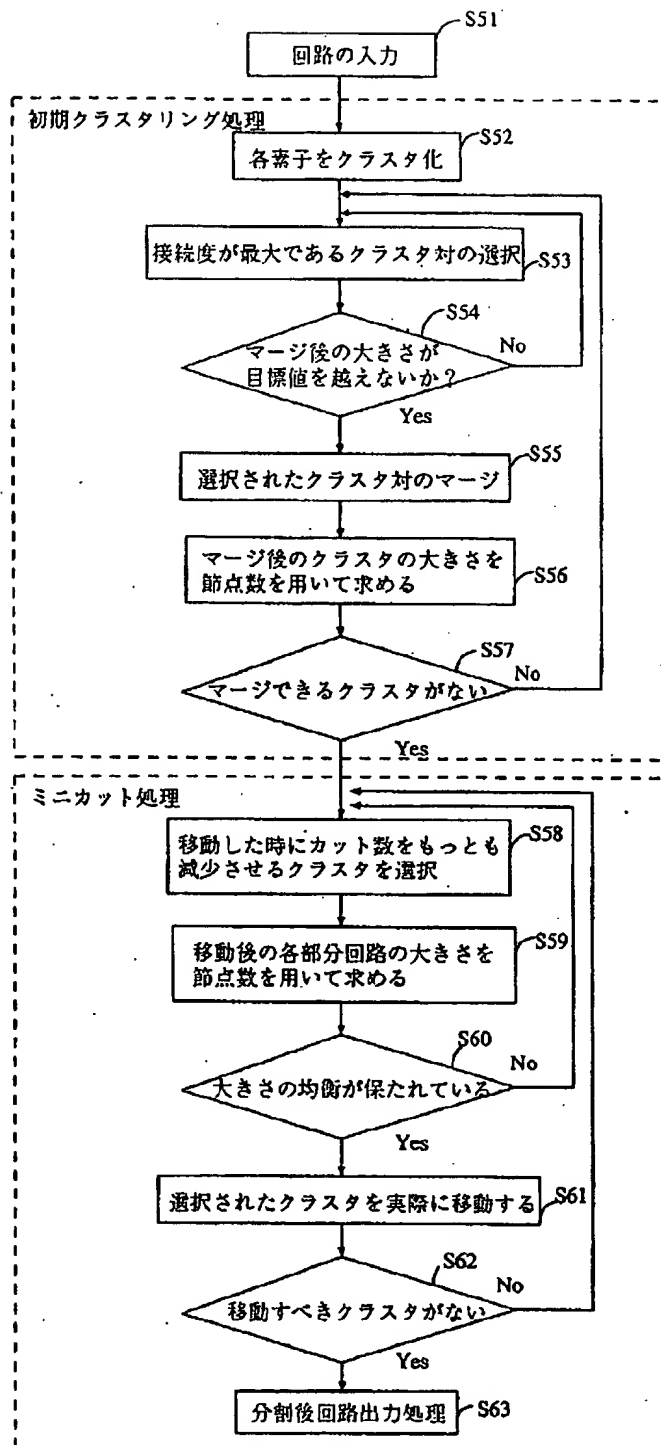 S51
回路の入力
初期クラスタリング処理
S52
各素子をクラスタ化
接続度が最大であるクラスタ対の選択
S53
S54
マージ後の大きさが
目標値を越えないか?
No
Yes
S55
選択されたクラスタ対のマージ
マージ後のクラスタの大きさを
節点数を用いて求める
S56
S57
マージできるクラスタがない
No
Yes
ミニカット処理
移動した時にカット数をもっとも
減少させるクラスタを選択
S58
移動後の各部分回路の大きさを
節点数を用いて求める
S59
S60
大きさの均衡が保たれている
No
Yes
選択されたクラスタを実際に移動する
S61
S62
移動すべきクラスタがない
No
Yes
分割後回路出力処理
S63